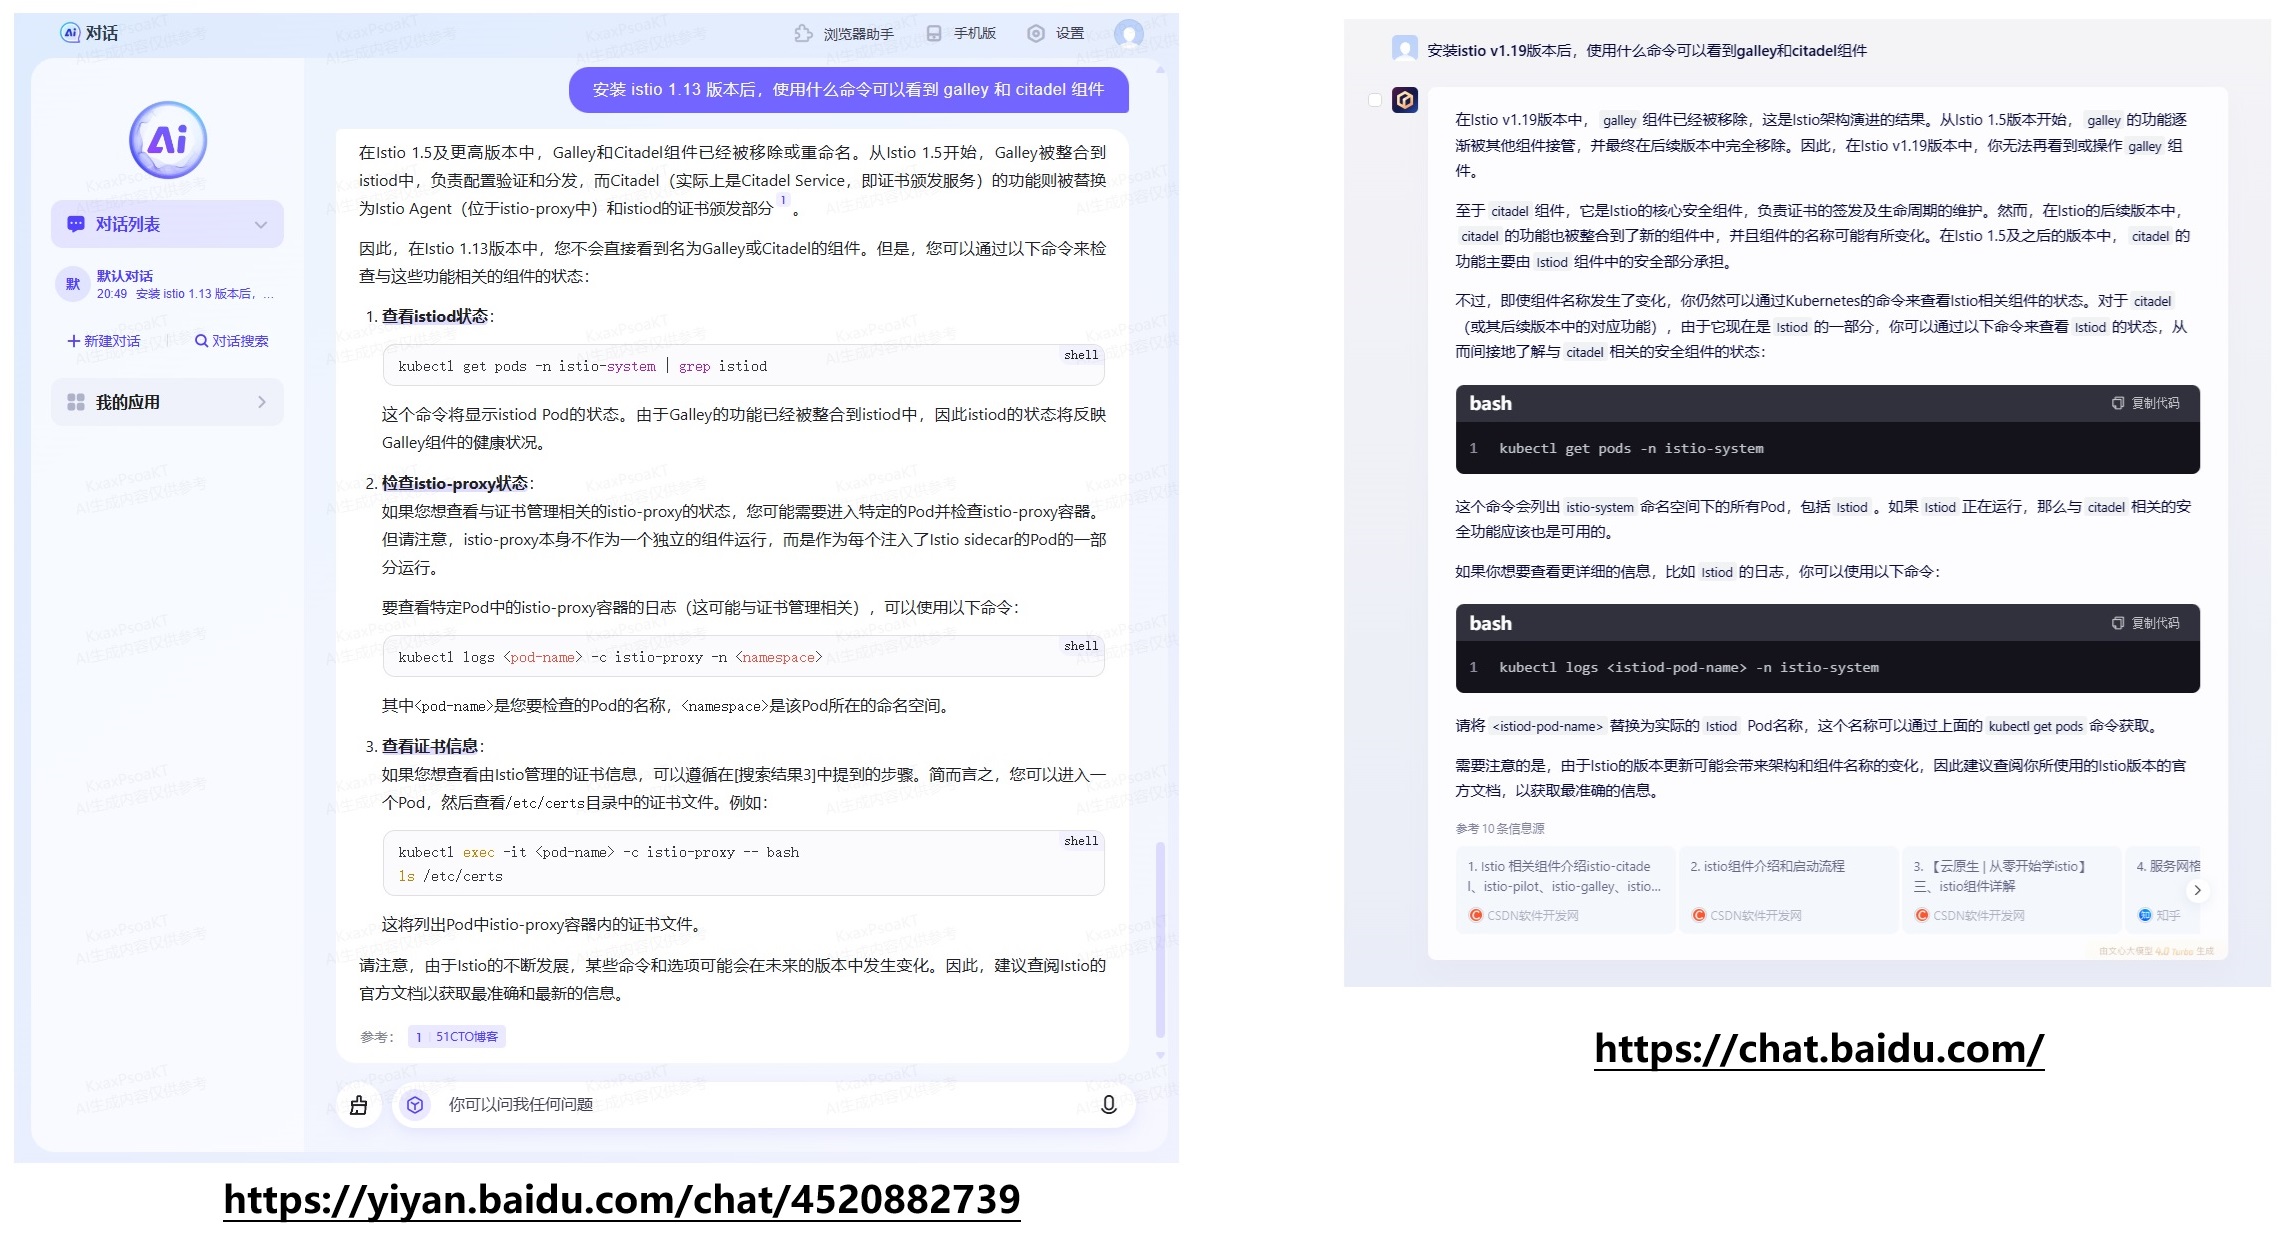 对话
浏览器助手
手机版
设置
Ai
对话列表
默 默认对话
20:49 安装 istio 1.13 版本后，...
+ 新建对话
对话搜索
我的应用
安装 istio 1.13 版本后，使用什么命令可以看到 galley 和 citadel 组件
在Istio 1.5及更高版本中，Galley和Citadel组件已经被移除或重命名。从Istio 1.5开始，Galley被整合到
istiod中，负责配置验证和分发，而Citadel（实际上是Citadel Service，即证书颁发服务）的功能则被替换
为Istio Agent（位于istio-proxy中）和istiod的证书颁发部分 1 。
因此，在Istio 1.13版本中，您不会直接看到名为Galley或Citadel的组件。但是，您可以通过以下命令来检
查与这些功能相关的组件的状态：
1. 查看istiod状态：
shell
kubectl get pods -n istio-system | grep istiod
这个命令将显示istiod Pod的状态。由于Galley的功能已经被整合到istiod中，因此istiod的状态将反映
Galley组件的健康状况。
2. 检查istio-proxy状态：
如果您想查看与证书管理相关的istio-proxy的状态，您可能需要进入特定的Pod并检查istio-proxy容器。
但请注意，istio-proxy本身不作为一个独立的组件运行，而是作为每个注入了Istio sidecar的Pod的一部
分运行。
要查看特定Pod中的istio-proxy容器的日志（这可能与证书管理相关），可以使用以下命令：
shell
kubectl logs <pod-name> -c istio-proxy -n <namespace>
其中<pod-name>是您要检查的Pod的名称，<namespace>是该Pod所在的命名空间。
3. 查看证书信息：
如果您想查看由Istio管理的证书信息，可以遵循在[搜索结果3]中提到的步骤。简而言之，您可以进入一
个Pod，然后查看/etc/certs目录中的证书文件。例如：
shell
kubectl exec -it <pod-name> -c istio-proxy -- bash
ls /etc/certs
这将列出Pod中istio-proxy容器内的证书文件。
请注意，由于Istio的不断发展，某些命令和选项可能会在未来的版本中发生变化。因此，建议查阅Istio的
官方文档以获取最准确和最新的信息。
参考： 1 51CTO博客
你可以问我任何问题
KxaxPsoaKT
AI生成内容仅供参考
https://yiyan.baidu.com/chat/4520882739
安装istio v1.19版本后，使用什么命令可以看到galley和citadel组件
在Istio v1.19版本中， galley 组件已经被移除，这是Istio架构演进的结果。从Istio 1.5版本开始， galley 的功能逐
渐被其他组件接管，并最终在后续版本中完全移除。因此，在Istio v1.19版本中，你无法再看到或操作 galley 组
件。
至于 citadel 组件，它是Istio的核心安全组件，负责证书的签发及生命周期的维护。然而，在Istio的后续版本中，
citadel 的功能也被整合到了新的组件中，并且组件的名称可能有所变化。在Istio 1.5及之后的版本中， citadel 的
功能主要由 Istiod 组件中的安全部分承担。
不过，即使组件名称发生了变化，你仍然可以通过Kubernetes的命令来查看Istio相关组件的状态。对于 citadel
（或其后续版本中的对应功能），由于它现在是 Istiod 的一部分，你可以通过以下命令来查看 Istiod 的状态，从
而间接地了解与 citadel 相关的安全组件的状态：
bash 复制代码
1 kubectl get pods -n istio-system
这个命令会列出 istio-system 命名空间下的所有Pod，包括 Istiod 。如果 Istiod 正在运行，那么与 citadel 相关的安
全功能应该也是可用的。
如果你想要查看更详细的信息，比如 Istiod 的日志，你可以使用以下命令：
bash 复制代码
1 kubectl logs <istiod-pod-name> -n istio-system
请将 <istiod-pod-name> 替换为实际的 Istiod Pod名称，这个名称可以通过上面的 kubectl get pods 命令获取。
需要注意的是，由于Istio的版本更新可能会带来架构和组件名称的变化，因此建议查阅你所使用的Istio版本的官
方文档，以获取最准确的信息。
参考 10 条信息源
1. Istio 相关组件介绍istio-citade
l、istio-pilot、istio-galley、istio...
CSDN软件开发网
2. istio组件介绍和启动流程
CSDN软件开发网
3. 【云原生 | 从零开始学istio】
三、istio组件详解
CSDN软件开发网
4. 服务网格
知乎
由文心大模型 4.0 Turbo 生成
https://chat.baidu.com/